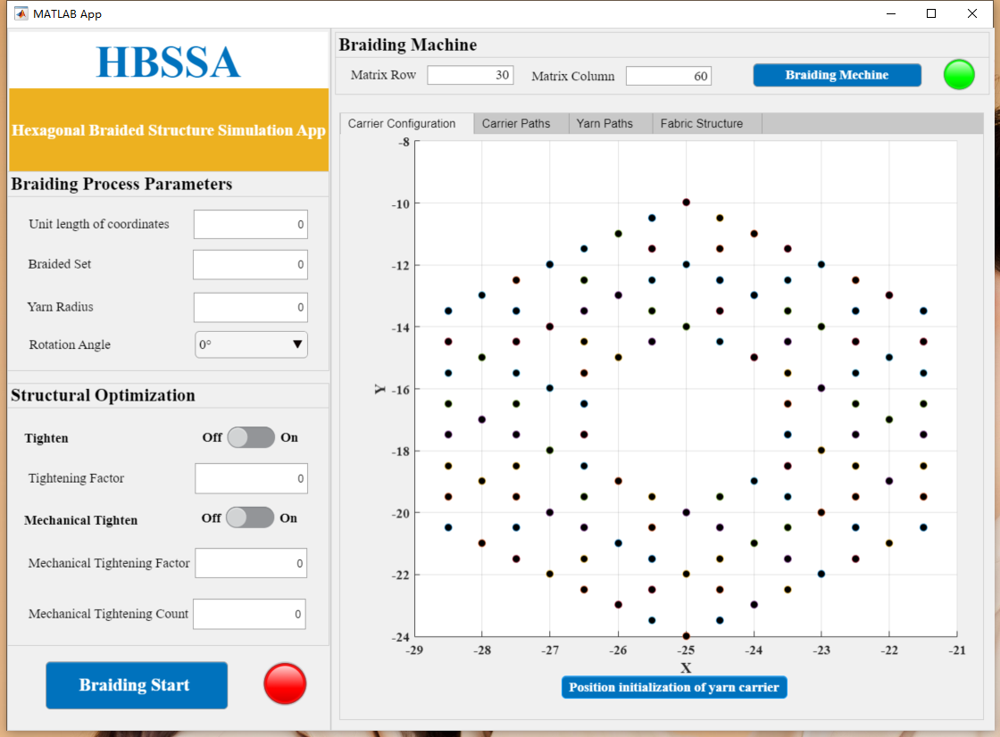 MATLAB App
HBSSA
Hexagonal Braided Structure Simulation App
Braiding Process Parameters
Unit length of coordinates 0
Braided Set 0
Yarn Radius 0
Rotation Angle 0°
Structural Optimization
Tighten Off On
Tightening Factor 0
Mechanical Tighten Off On
Mechanical Tightening Factor 0
Mechanical Tightening Count 0
Braiding Start
Braiding Machine
Matrix Row 30 Matrix Column 60 Braiding Mechine
Carrier Configuration Carrier Paths Yarn Paths Fabric Structure
-8
-10
-12
-14
Y -16
-18
-20
-22
-24
-29 -28 -27 -26 -25 -24 -23 -22 -21
X
Position initialization of yarn carrier